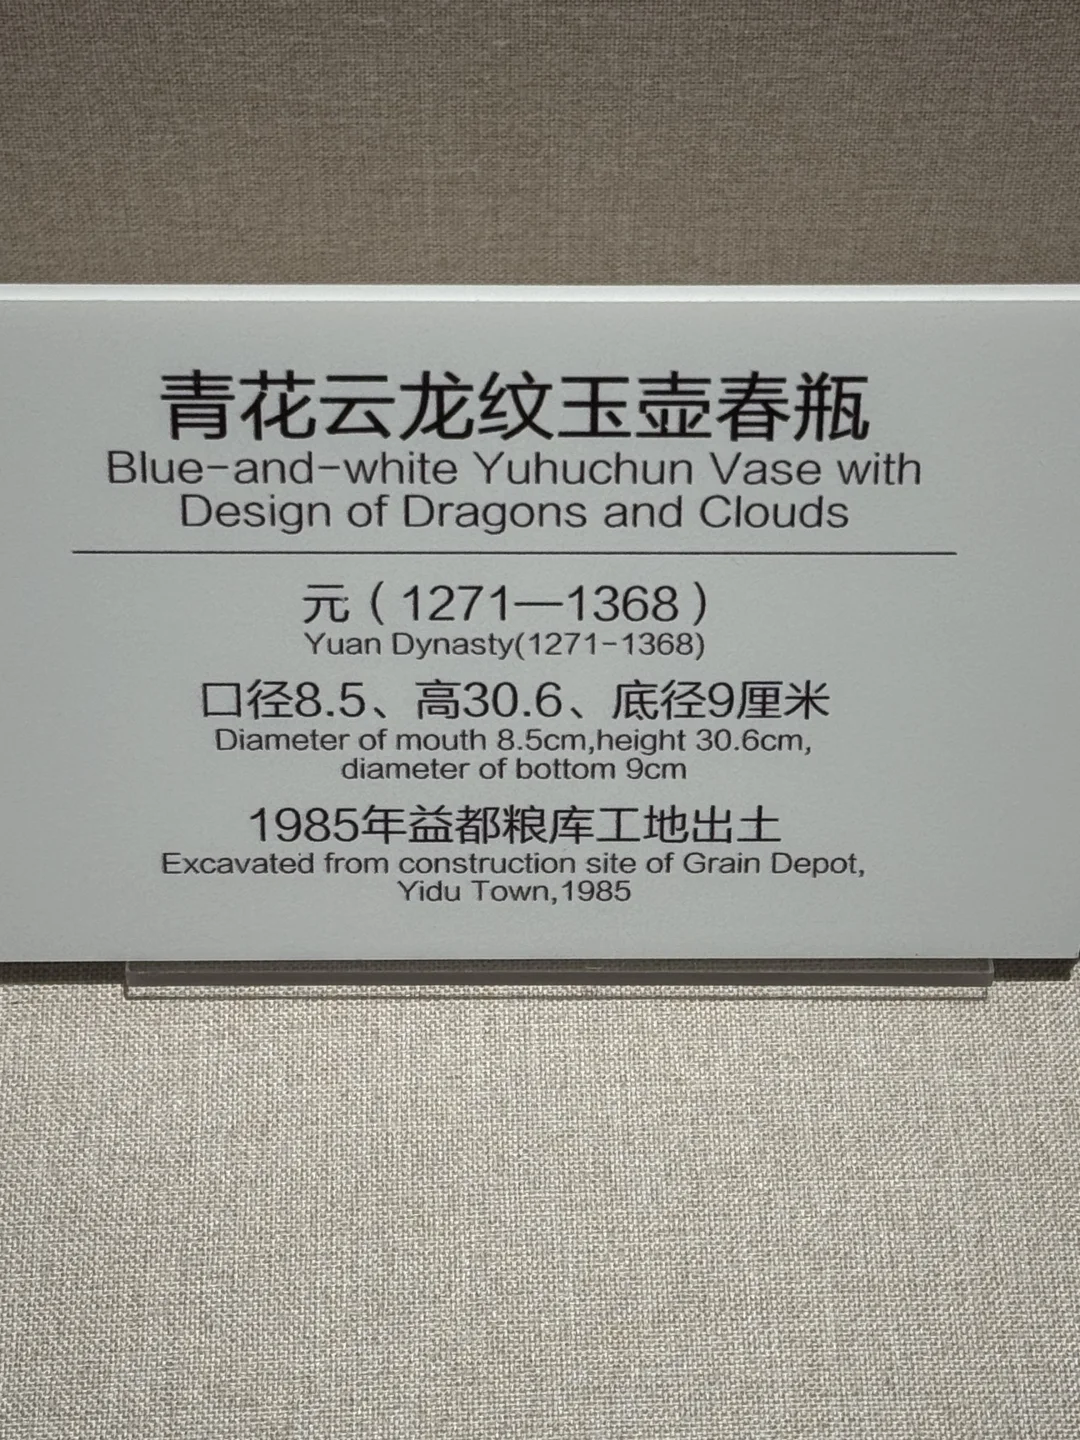 青花云龙纹玉壶春瓶
Blue-and-white Yuhuchun Vase with
Design of Dragons and Clouds
元（1271—1368）
Yuan Dynasty(1271-1368)
口径8.5、高30.6、底径9厘米
Diameter of mouth 8.5cm,height 30.6cm,
diameter of bottom 9cm
1985年益都粮库工地出土
Excavated from construction site of Grain Depot,
Yidu Town,1985